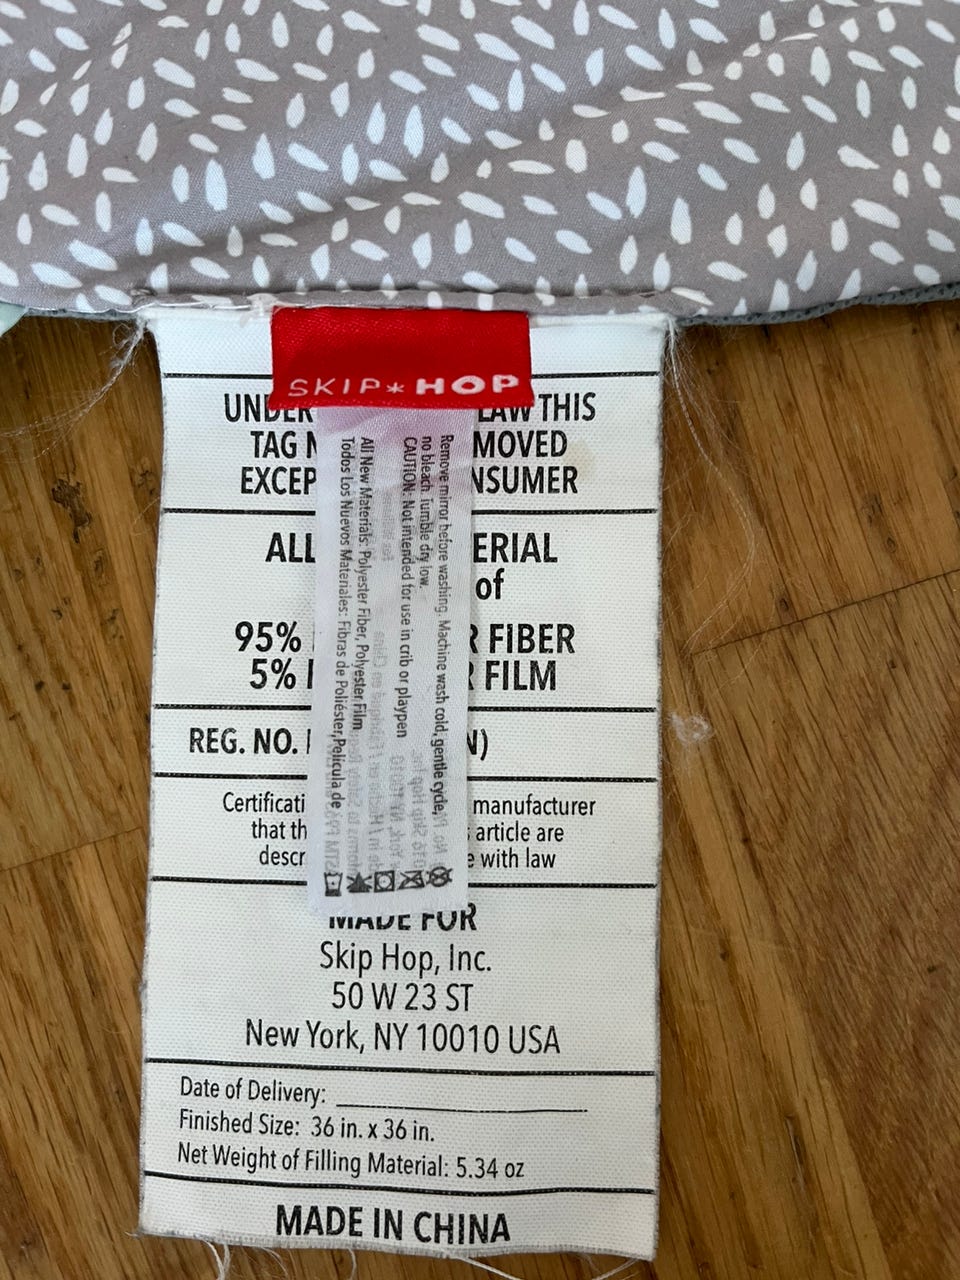 SKIP*HOP
UNDER LAW THIS
TAG MOVED
EXCEP NSUMER
ALL ERIAL
of
95% R FIBER
5% FILM
REG. NO. N)
Certificati manufacturer
that th article are
descr e with law
MADE FOR
Skip Hop, Inc.
50 W 23 ST
New York, NY 10010 USA
Date of Delivery:
Finished Size: 36 in. x 36 in.
Net Weight of Filling Material: 5.34 oz
MADE IN CHINA
Remove mirror before washing. Machine wash cold, gentle cycle,
no bleach. Tumble dry low.
CAUTION: Not intended for use in crib or playpen
All New Materials: Polyester Fiber, Polyester Film
Todos Los Nuevos Materiales: Fibras de Poliéster, Película de